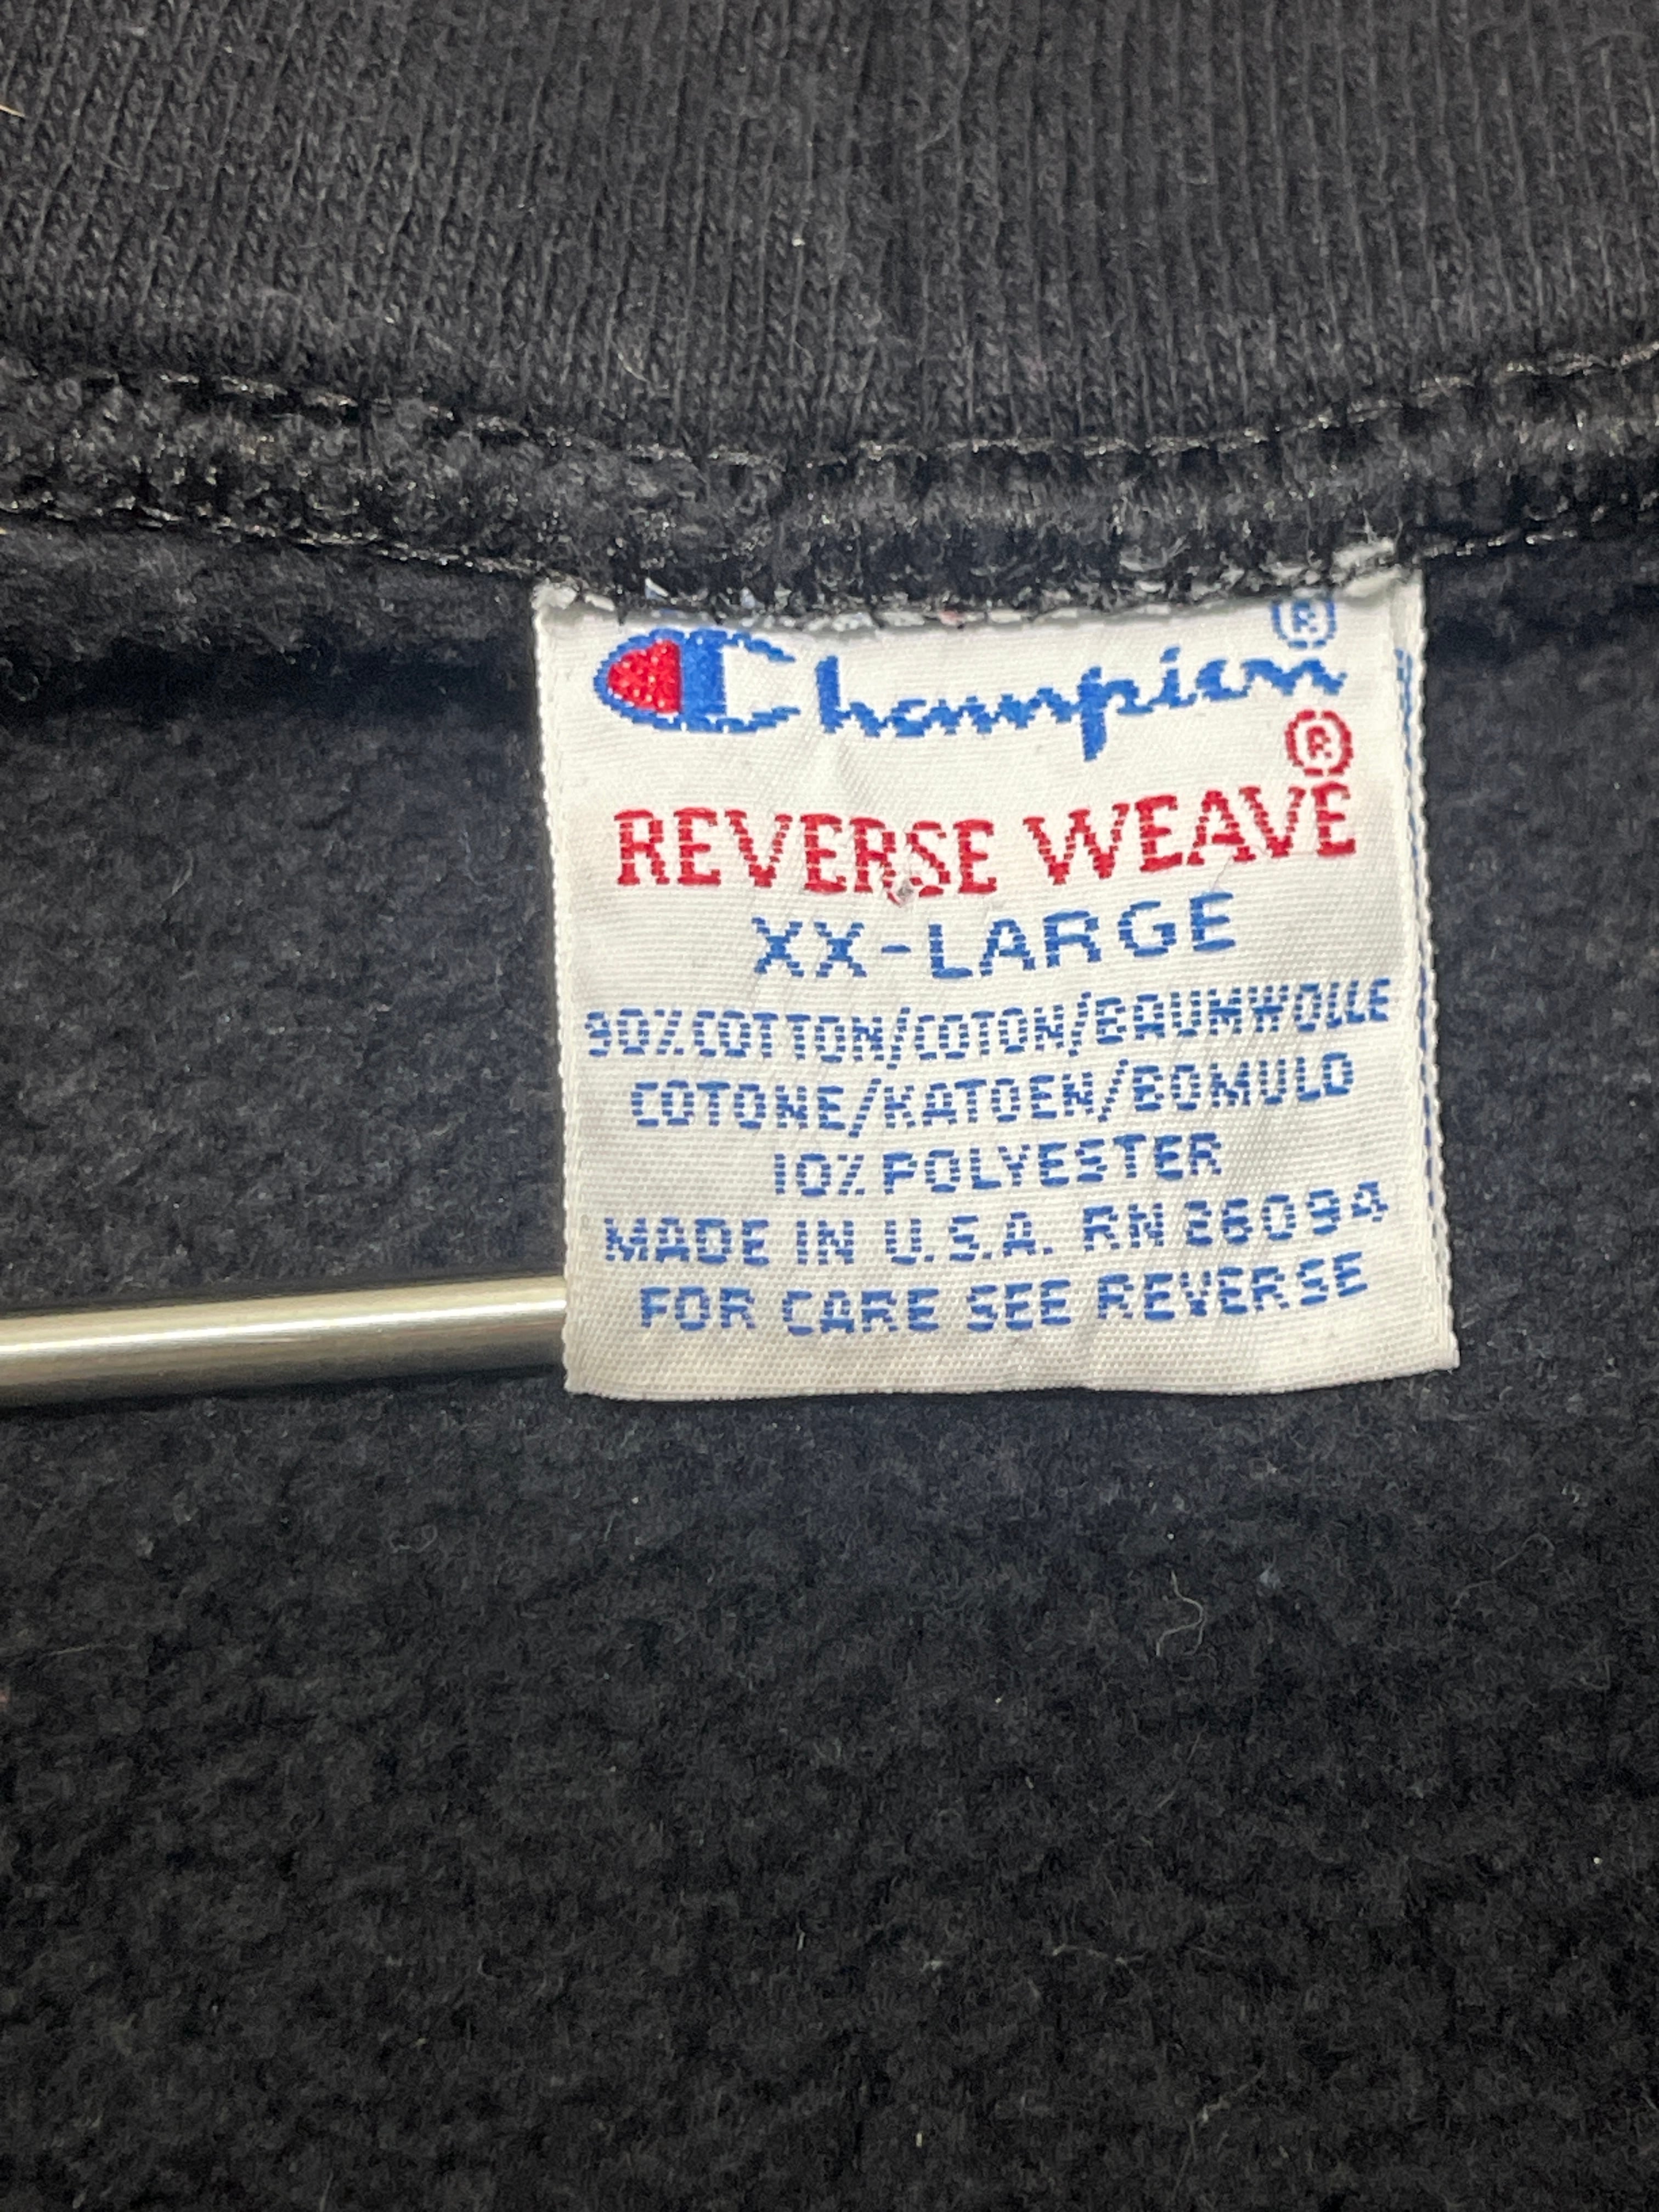 Champion®
REVERSE WEAVE®
XX-LARGE
90% COTTON/COTON/BAUMWOLLE
COTONE/KATOEN/BOMULD
10% POLYESTER
MADE IN U.S.A. RN 26094
FOR CARE SEE REVERSE